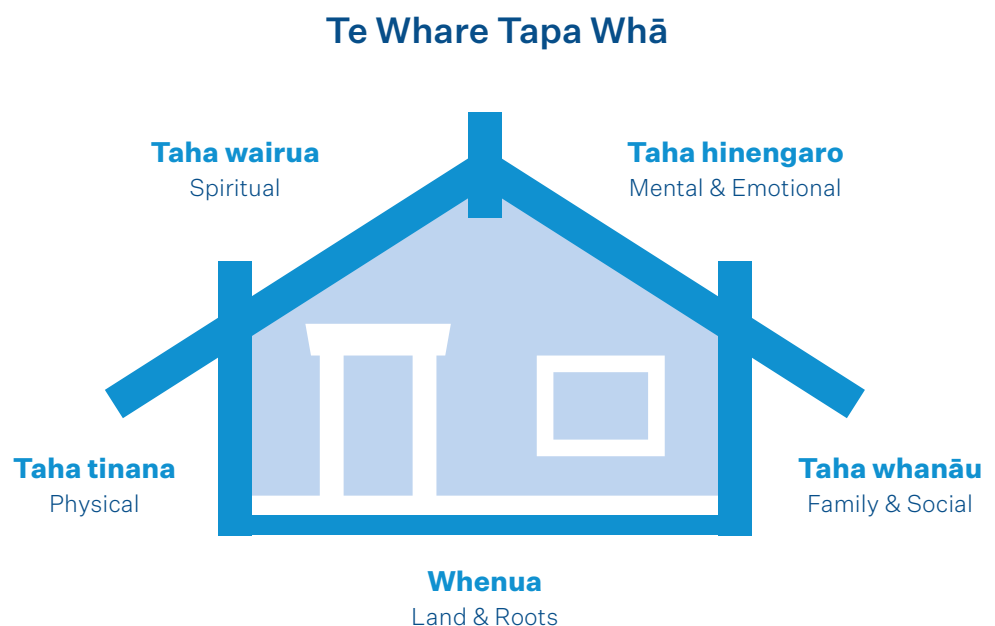 Te Whare Tapa Whā
Taha wairua
Spiritual
Taha hinengaro
Mental & Emotional
Taha tinana
Physical
Taha whanāu
Family & Social
Whenua
Land & Roots